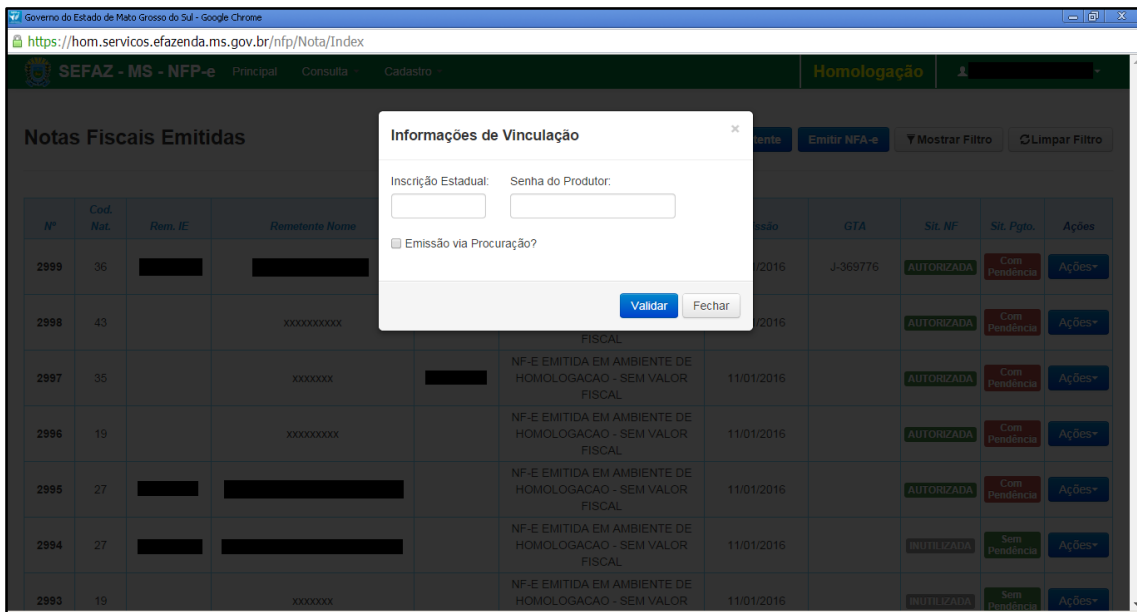 Governo do Estado de Mato Grosso do Sul - Google Chrome
https://hom.servicos.efazenda.ms.gov.br/nfp/Nota/Index
SEFAZ - MS - NFP-e Principal Consulta Cadastro Homologação
Notas Fiscais Emitidas
Emitir NFA-e Mostrar Filtro Limpar Filtro
Informações de Vinculação ×
Inscrição Estadual: Senha do Produtor:
Emissão via Procuração?
Validar Fechar
Nº Cod. Nat. Rem. IE Remetente Nome GTA Sit. NF Sit. Pgto. Ações
2999 36 /2016 J-369776 AUTORIZADA Com Pendência Ações
2998 43 xxxxxxxxxx FISCAL /2016 AUTORIZADA Com Pendência Ações
2997 35 xxxxxxx NF-E EMITIDA EM AMBIENTE DE HOMOLOGACAO - SEM VALOR FISCAL 11/01/2016 AUTORIZADA Com Pendência Ações
2996 19 xxxxxxxxx NF-E EMITIDA EM AMBIENTE DE HOMOLOGACAO - SEM VALOR FISCAL 11/01/2016 AUTORIZADA Com Pendência Ações
2995 27 NF-E EMITIDA EM AMBIENTE DE HOMOLOGACAO - SEM VALOR FISCAL 11/01/2016 AUTORIZADA Com Pendência Ações
2994 27 NF-E EMITIDA EM AMBIENTE DE HOMOLOGACAO - SEM VALOR FISCAL 11/01/2016 INUTILIZADA Sem Pendência Ações
2993 19 xxxxxxx NF-E EMITIDA EM AMBIENTE DE HOMOLOGACAO - SEM VALOR 11/01/2016 INUTILIZADA Sem Pendência Ações